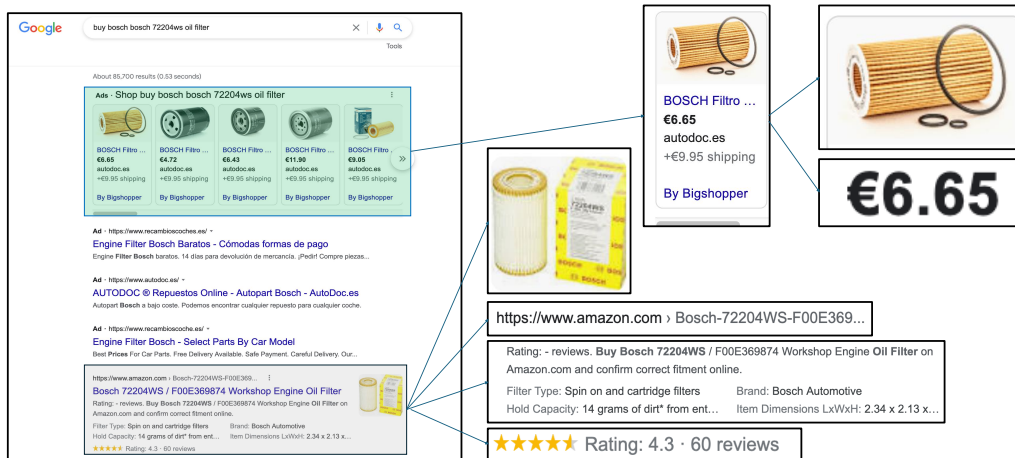 Google
buy bosch bosch 72204ws oil filter
Tools
About 85,700 results (0.53 seconds)
Ads · Shop buy bosch bosch 72204ws oil filter
BOSCH Filtro ...
€6.65
autodoc.es
+€9.95 shipping
By Bigshopper
BOSCH Filtro ...
€4.72
autodoc.es
+€9.95 shipping
By Bigshopper
BOSCH Filtro ...
€6.43
autodoc.es
+€9.95 shipping
By Bigshopper
BOSCH Filtro ...
€11.90
autodoc.es
+€9.95 shipping
By Bigshopper
BOSCH Filtro ...
€9.05
autodoc.es
+€9.95 shipping
By Bigshopper
Ad · https://www.recambioscoches.es/
Engine Filter Bosch Baratos - Cómodas formas de pago
Engine Filter Bosch baratos. 14 días para devolución de mercancía. ¡Pedir! Compre piezas...
Ad · https://www.autodoc.es/
AUTODOC ® Repuestos Online - Autopart Bosch - AutoDoc.es
Autopart Bosch a bajo coste. Podemos encontrar cualquier repuesto para cualquier coche.
Ad · https://www.recambioscoche.es/
Engine Filter Bosch - Select Parts By Car Model
Best Prices For Car Parts. Free Delivery Available. Safe Payment. Careful Delivery. Our...
https://www.amazon.com › Bosch-72204WS-F00E369...
Bosch 72204WS / F00E369874 Workshop Engine Oil Filter
Rating: - reviews. Buy Bosch 72204WS / F00E369874 Workshop Engine Oil Filter on
Amazon.com and confirm correct fitment online.
Filter Type: Spin on and cartridge filters Brand: Bosch Automotive
Hold Capacity: 14 grams of dirt* from ent... Item Dimensions LxWxH: 2.34 x 2.13 x...
Rating: 4.3 · 60 reviews
BOSCH Filtro ...
€6.65
autodoc.es
+€9.95 shipping
By Bigshopper
€6.65
72204WS
BOSCH
https://www.amazon.com › Bosch-72204WS-F00E369...
Rating: - reviews. Buy Bosch 72204WS / F00E369874 Workshop Engine Oil Filter on
Amazon.com and confirm correct fitment online.
Filter Type: Spin on and cartridge filters Brand: Bosch Automotive
Hold Capacity: 14 grams of dirt* from ent... Item Dimensions LxWxH: 2.34 x 2.13 x...
Rating: 4.3 · 60 reviews